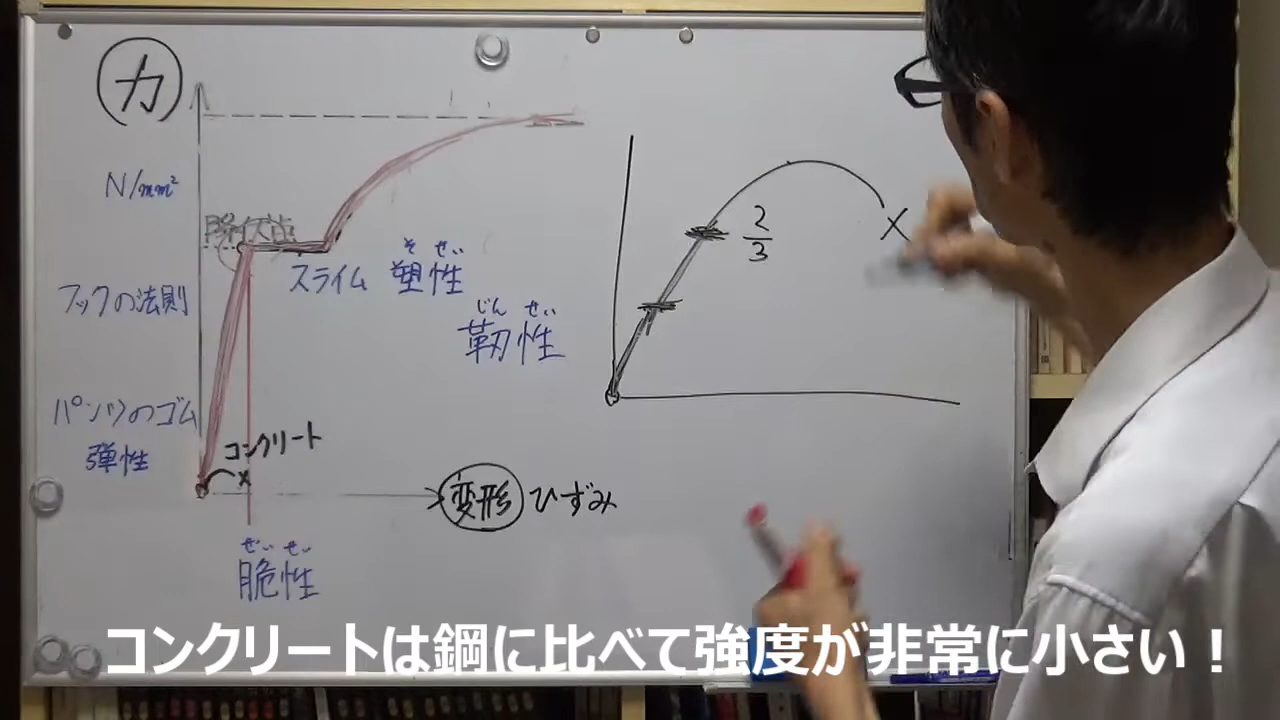 力
N/mm²
降伏点
フックの法則
スライム
そ せい
塑性
じん せい
靭性
パンツのゴム
弾性
コンクリート
×
変形 ひずみ
ぜい せい
脆性
2/3
×
コンクリートは鋼に比べて強度が非常に小さい！